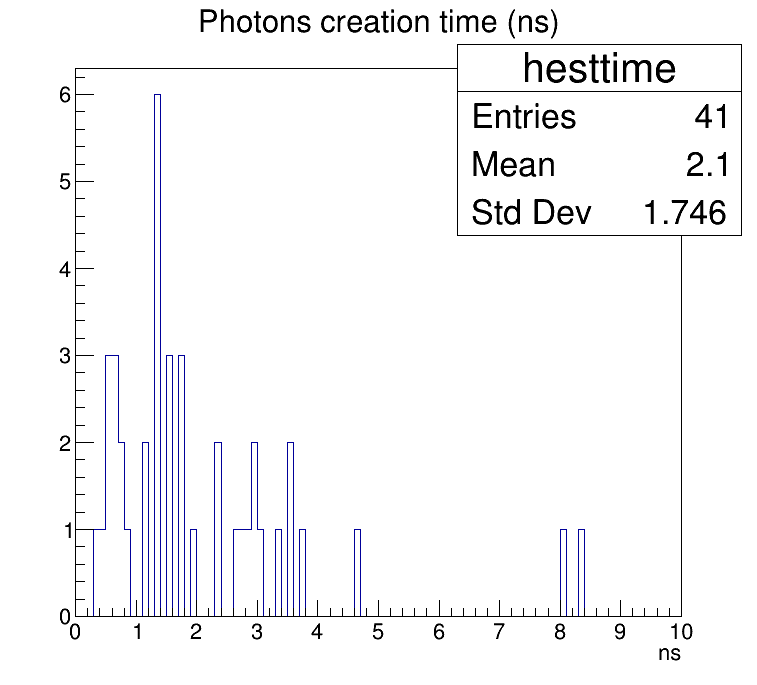 Photons creation time (ns)
hesttime
Entries 41
Mean 2.1
Std Dev 1.746
6
5
4
3
2
1
0
0 1 2 3 4 5 6 7 8 9 10
ns